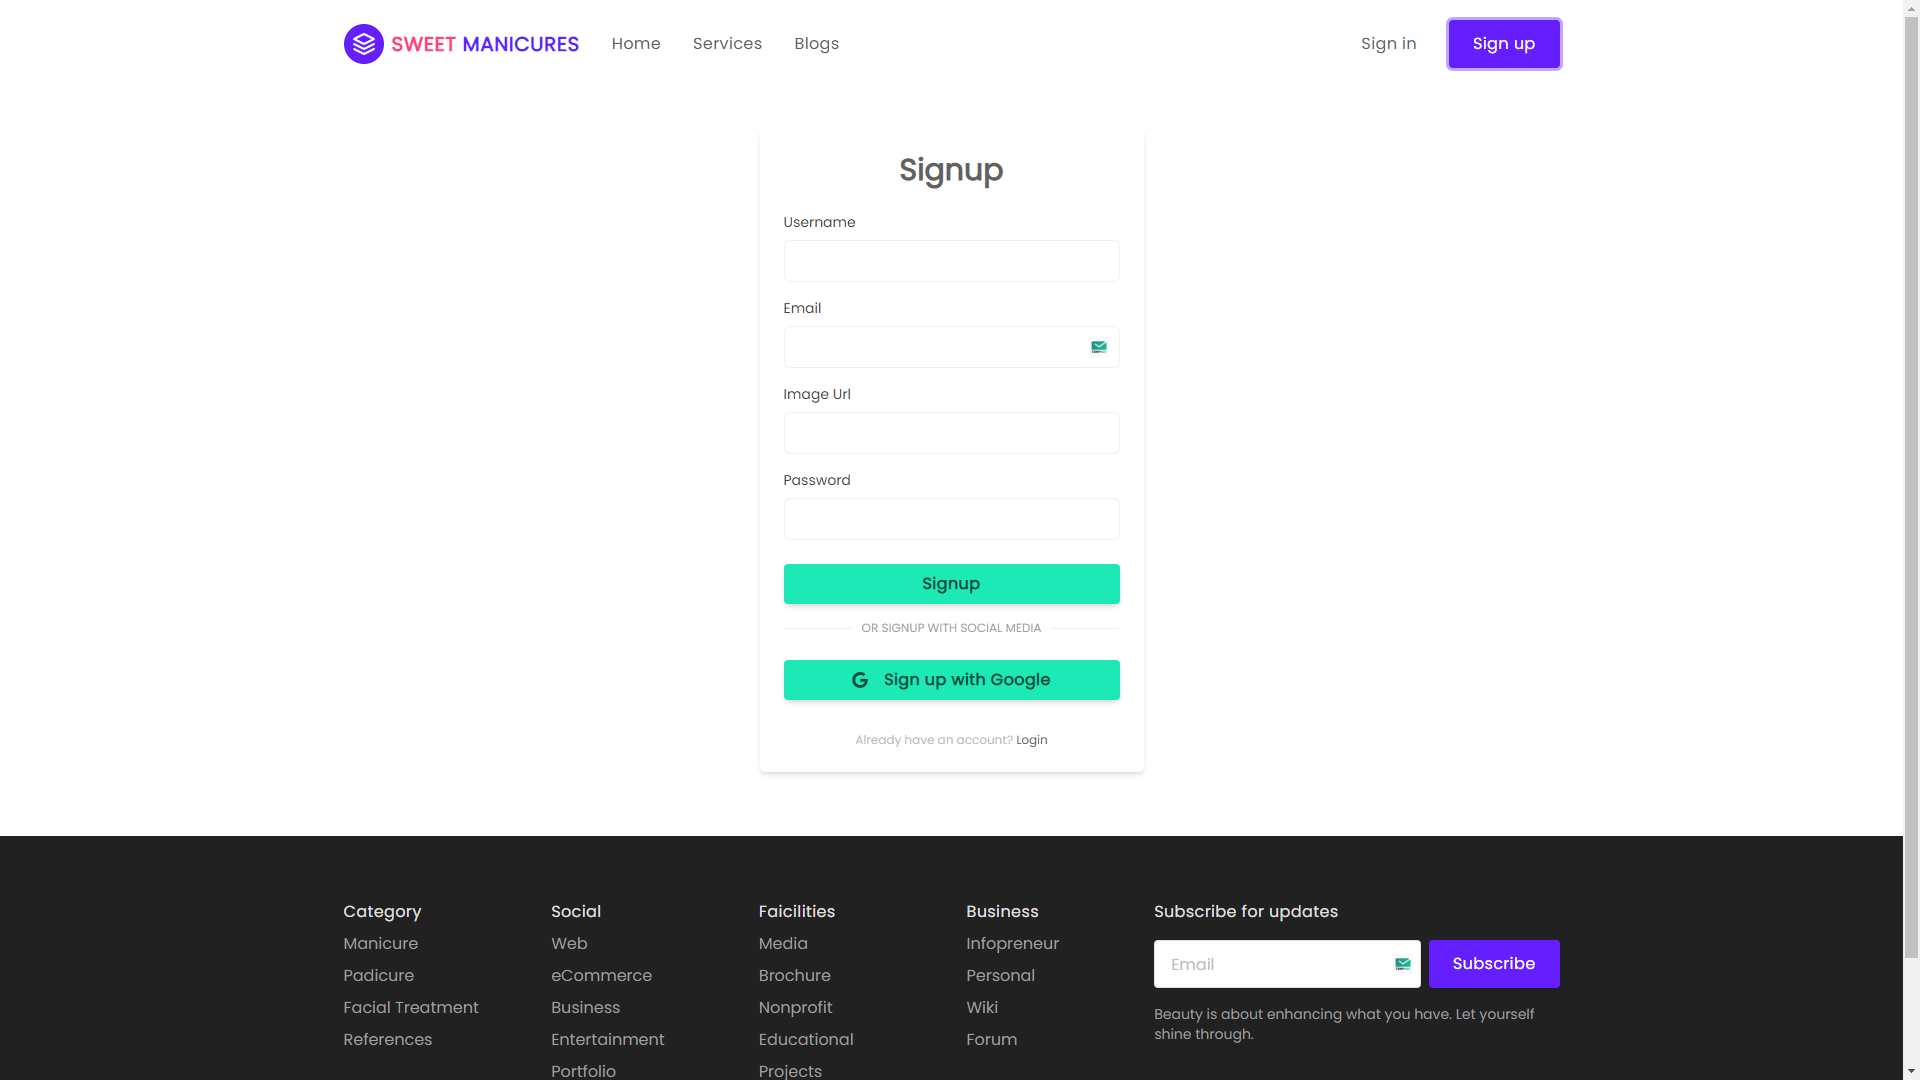 SWEET MANICURES
Home
Services
Blogs
Sign in
Sign up
Signup
Username
Email
Image Url
Password
Signup
OR SIGNUP WITH SOCIAL MEDIA
Sign up with Google
Already have an account? Login
Category
Manicure
Padicure
Facial Treatment
References
Social
Web
eCommerce
Business
Entertainment
Portfolio
Faicilities
Media
Brochure
Nonprofit
Educational
Projects
Business
Infopreneur
Personal
Wiki
Forum
Subscribe for updates
Email
Subscribe
Beauty is about enhancing what you have. Let yourself
shine through.